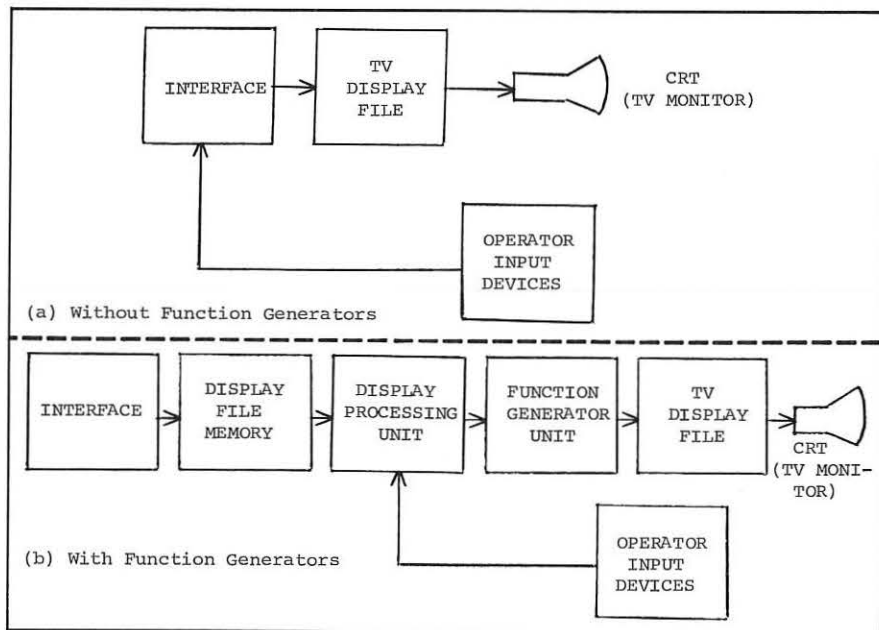 INTERFACE
TV
DISPLAY
FILE
CRT
(TV MONITOR)
OPERATOR
INPUT
DEVICES
(a) Without Function Generators
INTERFACE
DISPLAY
FILE
MEMORY
DISPLAY
PROCESSING
UNIT
FUNCTION
GENERATOR
UNIT
TV
DISPLAY
FILE
CRT
(TV MONI-
TOR)
OPERATOR
INPUT
DEVICES
(b) With Function Generators